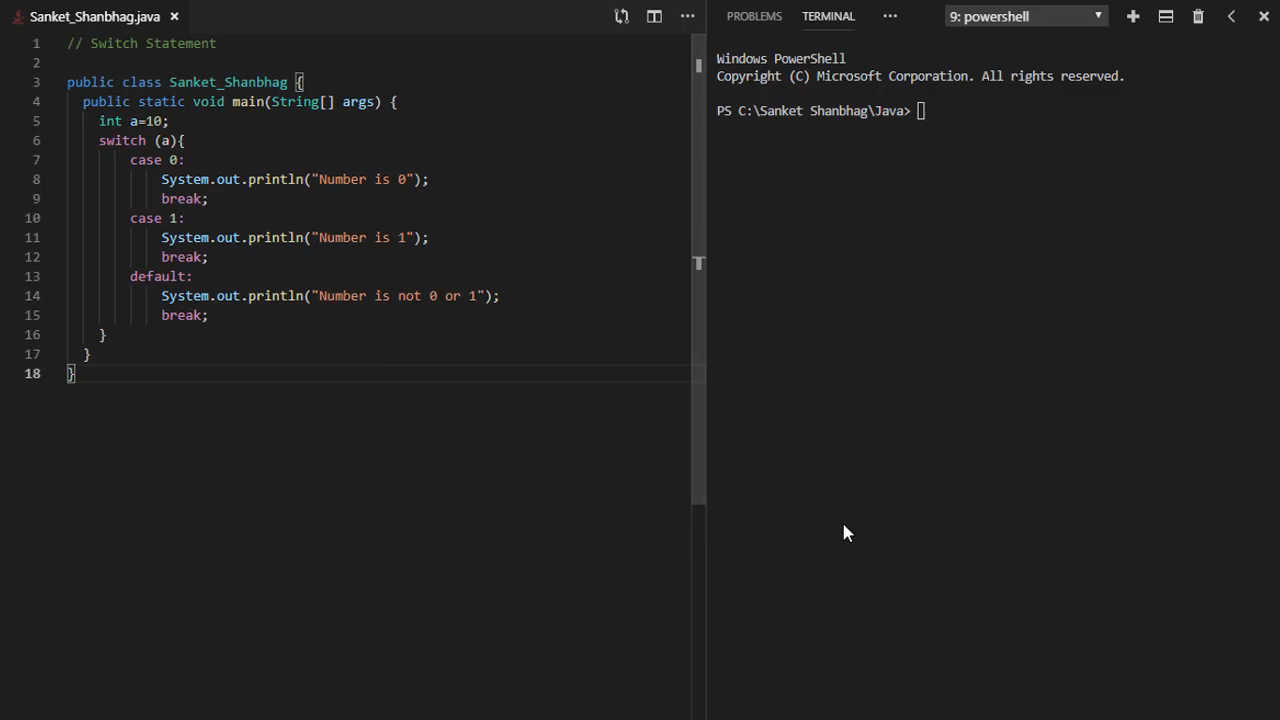 Sanket_Shanbhag.java
1 // Switch Statement
2
3 public class Sanket_Shanbhag {
4 public static void main(String[] args) {
5 int a=10;
6 switch (a){
7 case 0:
8 System.out.println("Number is 0");
9 break;
10 case 1:
11 System.out.println("Number is 1");
12 break;
13 default:
14 System.out.println("Number is not 0 or 1");
15 break;
16 }
17 }
18 }
PROBLEMS TERMINAL 9: powershell
Windows PowerShell
Copyright (C) Microsoft Corporation. All rights reserved.
PS C:\Sanket Shanbhag\Java>